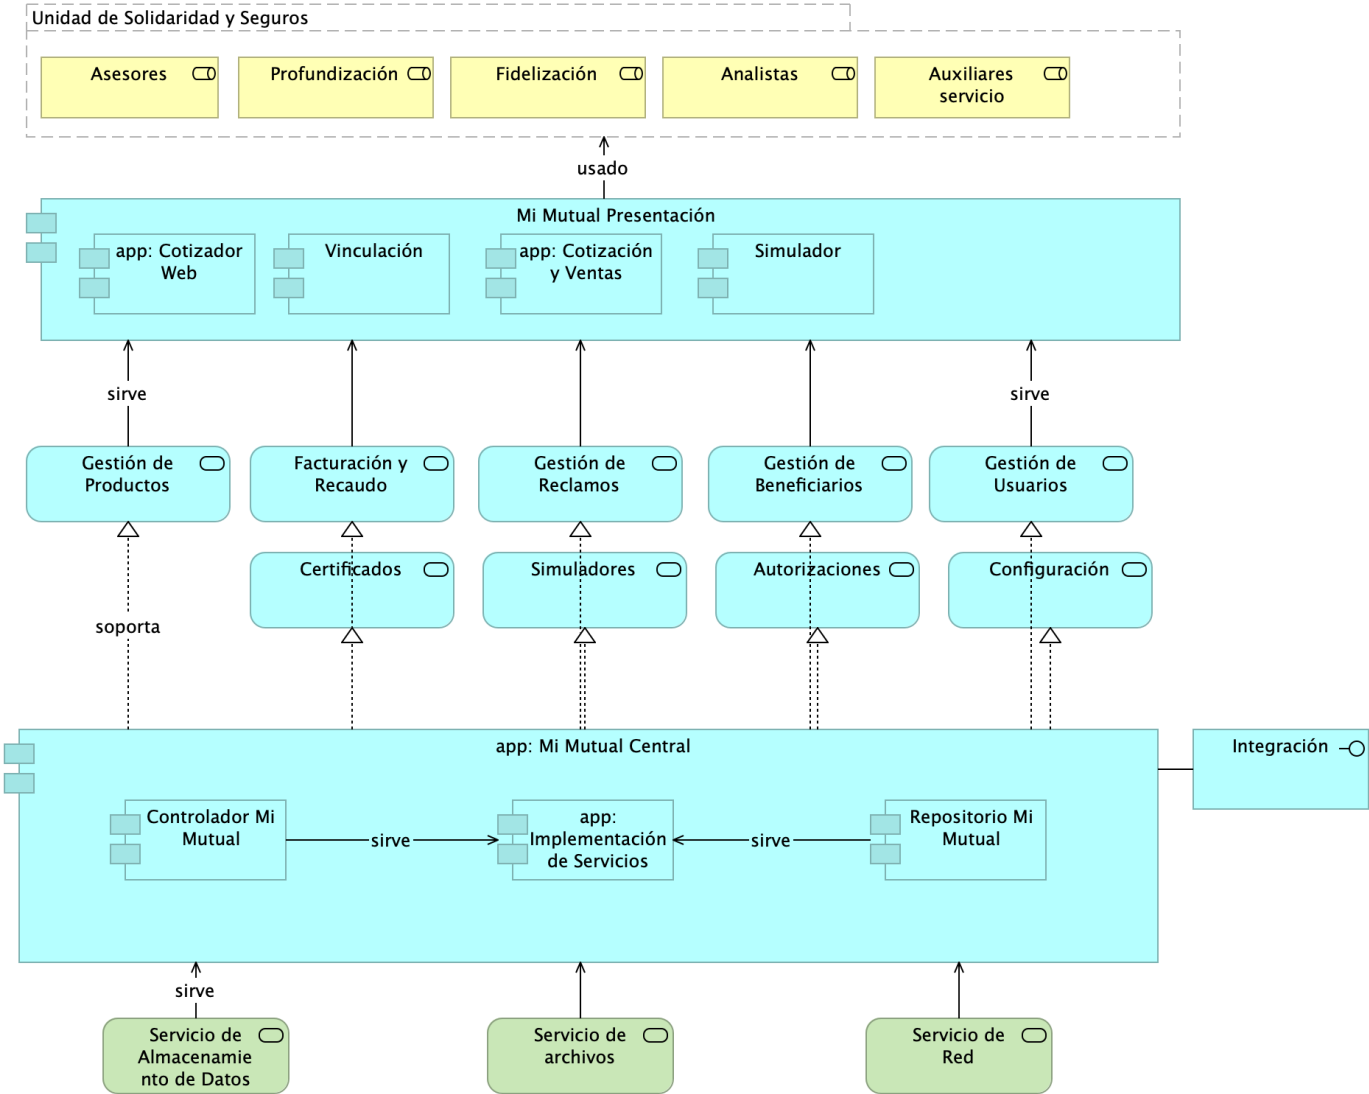 Unidad de Solidaridad y Seguros
Asesores
Profundización
Fidelización
Analistas
Auxiliares
servicio
usado
Mi Mutual Presentación
app: Cotizador
Web
Vinculación
app: Cotización
y Ventas
Simulador
sirve
sirve
Gestión de
Productos
Facturación y
Recaudo
Gestión de
Reclamos
Gestión de
Beneficiarios
Gestión de
Usuarios
Certificados
Simuladores
Autorizaciones
Configuración
soporta
app: Mi Mutual Central
Integración
Controlador Mi
Mutual
sirve
app:
Implementación
de Servicios
sirve
Repositorio Mi
Mutual
sirve
Servicio de
Almacenamie
nto de Datos
Servicio de
archivos
Servicio de
Red